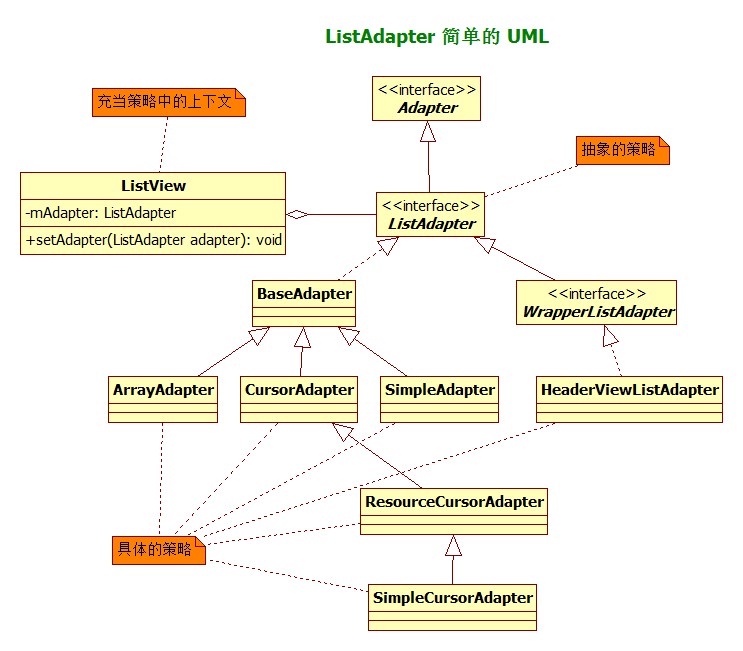 ListAdapter 简单的 UML
<<interface>>
Adapter
充当策略中的上下文
抽象的策略
ListView
-mAdapter: ListAdapter
+setAdapter(ListAdapter adapter): void
<<interface>>
ListAdapter
BaseAdapter
<<interface>>
WrapperListAdapter
ArrayAdapter
CursorAdapter
SimpleAdapter
HeaderViewListAdapter
ResourceCursorAdapter
具体的策略
SimpleCursorAdapter